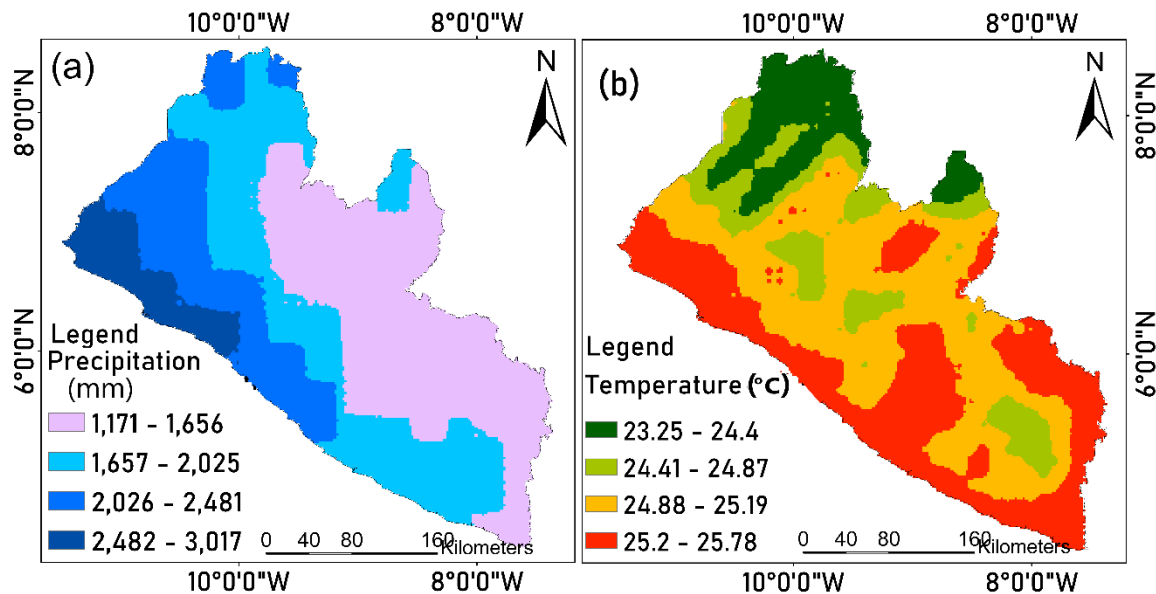 10°0'0"W 8°0'0"W
(a)
N
8°0'0"N
6°0'0"N
Legend
Precipitation
(mm)
1,171 - 1,656
1,657 - 2,025
2,026 - 2,481
2,482 - 3,017
0 40 80 160
Kilometers
10°0'0"W 8°0'0"W
10°0'0"W 8°0'0"W
(b)
N
8°0'0"N
6°0'0"N
Legend
Temperature (°C)
23.25 - 24.4
24.41 - 24.87
24.88 - 25.19
25.2 - 25.78
0 40 80 160
Kilometers
10°0'0"W 8°0'0"W